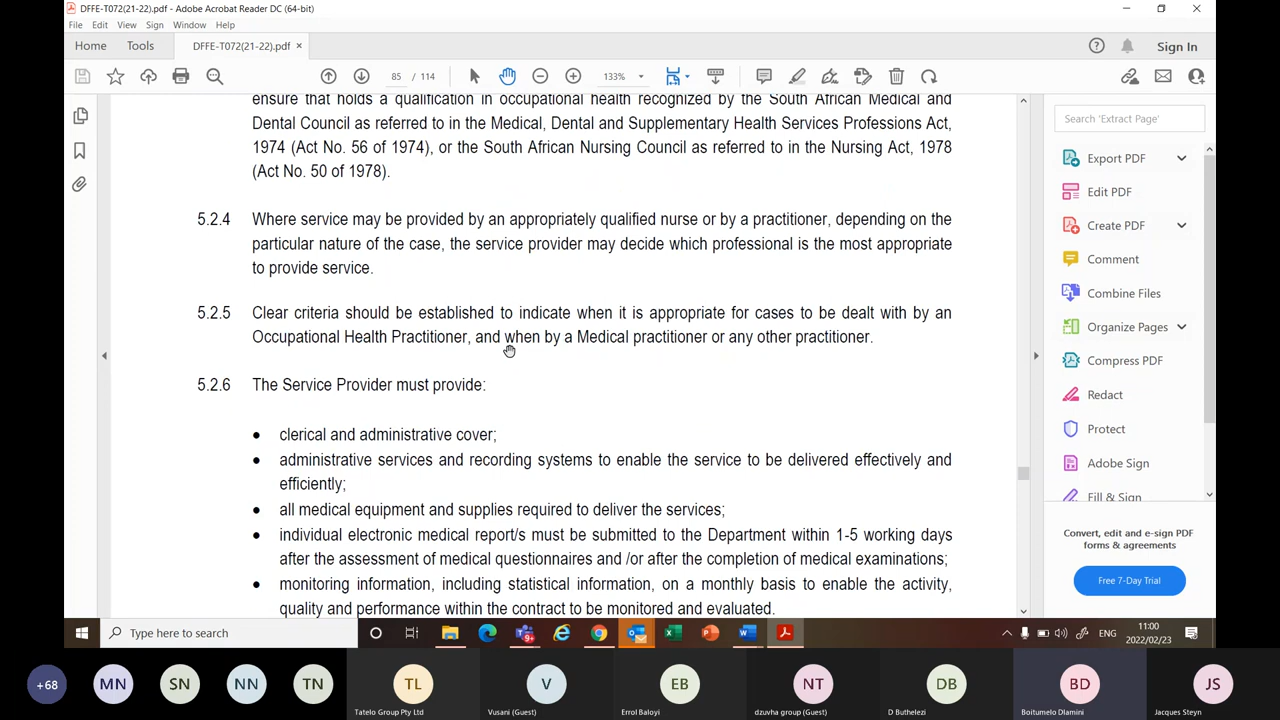 DFFE-T072(21-22).pdf - Adobe Acrobat Reader DC (64-bit)
File Edit View Sign Window Help
Home Tools DFFE-T072(21-22).pdf × Sign In
85 / 114 133%
ensure that holds a qualification in occupational health recognized by the South African Medical and
Dental Council as referred to in the Medical, Dental and Supplementary Health Services Professions Act,
1974 (Act No. 56 of 1974), or the South African Nursing Council as referred to in the Nursing Act, 1978
(Act No. 50 of 1978).
5.2.4 Where service may be provided by an appropriately qualified nurse or by a practitioner, depending on the
particular nature of the case, the service provider may decide which professional is the most appropriate
to provide service.
5.2.5 Clear criteria should be established to indicate when it is appropriate for cases to be dealt with by an
Occupational Health Practitioner, and when by a Medical practitioner or any other practitioner.
5.2.6 The Service Provider must provide:
• clerical and administrative cover;
• administrative services and recording systems to enable the service to be delivered effectively and
efficiently;
• all medical equipment and supplies required to deliver the services;
• individual electronic medical report/s must be submitted to the Department within 1-5 working days
after the assessment of medical questionnaires and /or after the completion of medical examinations;
• monitoring information, including statistical information, on a monthly basis to enable the activity,
quality and performance within the contract to be monitored and evaluated.
Search 'Extract Page'
Export PDF
Edit PDF
Create PDF
Comment
Combine Files
Organize Pages
Compress PDF
Redact
Protect
Adobe Sign
Fill & Sign
Convert, edit and e-sign PDF
forms & agreements
Free 7-Day Trial
Type here to search
ENG
11:00
2022/02/23
+68 MN SN NN TN TL V EB NT DB BD JS
Tatelo Group Pty Ltd Vusani (Guest) Errol Baloyi dzuvha group (Guest) D Buthelezi Boitumelo Dlamini Jacques Steyn